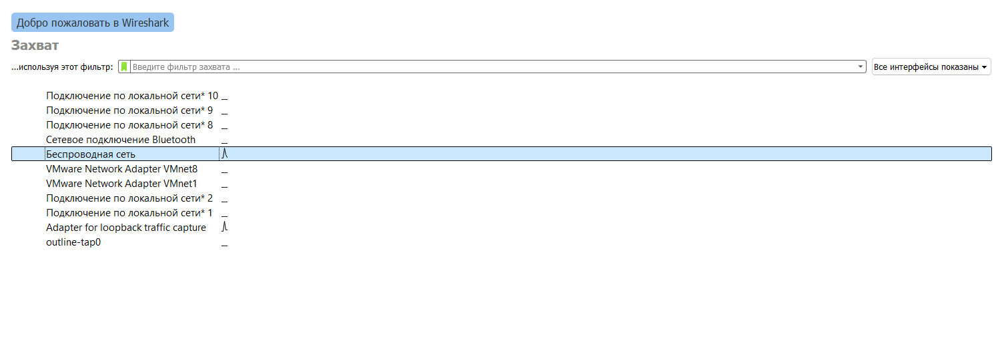 Добро пожаловать в Wireshark
Захват
...используя этот фильтр: Введите фильтр захвата ... Все интерфейсы показаны
Подключение по локальной сети* 10
Подключение по локальной сети* 9
Подключение по локальной сети* 8
Сетевое подключение Bluetooth
Беспроводная сеть
VMware Network Adapter VMnet8
VMware Network Adapter VMnet1
Подключение по локальной сети* 2
Подключение по локальной сети* 1
Adapter for loopback traffic capture
outline-tap0